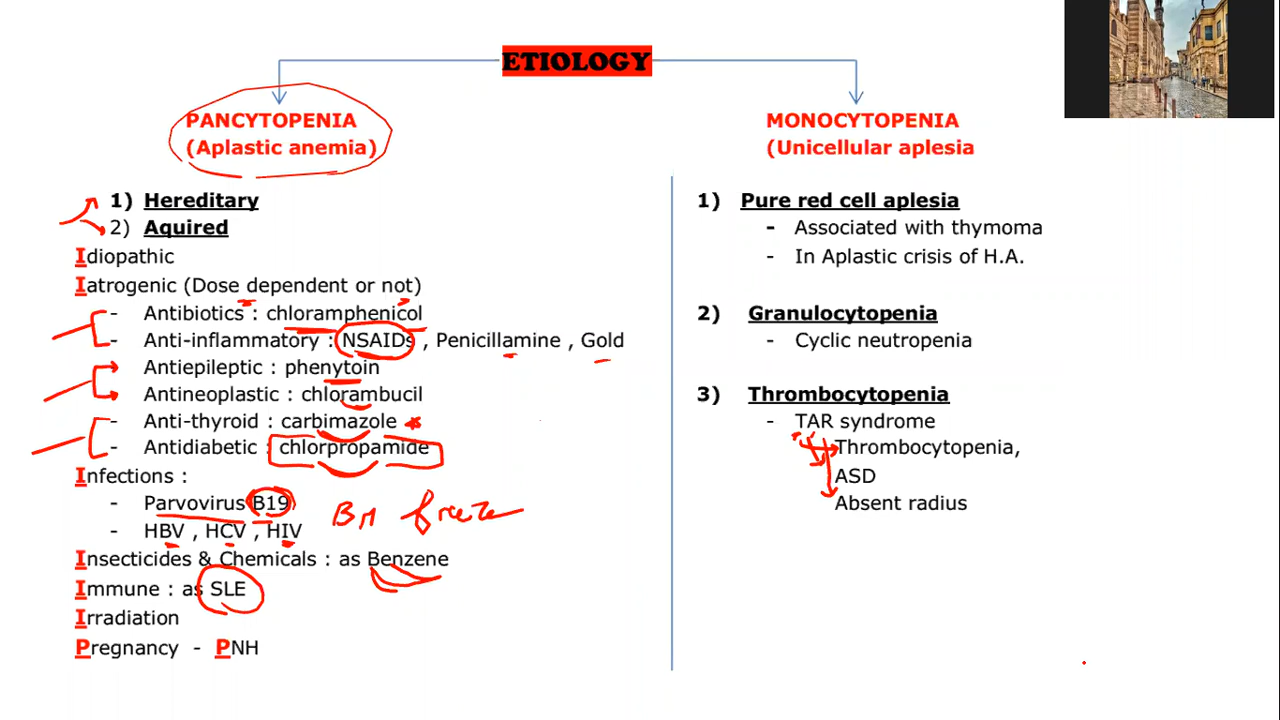 ETIOLOGY
PANCYTOPENIA
(Aplastic anemia)
1) Hereditary
2) Aquired
Idiopathic
Iatrogenic (Dose dependent or not)
- Antibiotics : chloramphenicol
- Anti-inflammatory : NSAIDs , Penicillamine , Gold
- Antiepileptic : phenytoin
- Antineoplastic : chlorambucil
- Anti-thyroid : carbimazole
- Antidiabetic : chlorpropamide
Infections :
- Parvovirus B19
- HBV , HCV , HIV
BM freeze
Insecticides & Chemicals : as Benzene
Immune : as SLE
Irradiation
Pregnancy - PNH
MONOCYTOPENIA
(Unicellular aplesia
1) Pure red cell aplesia
- Associated with thymoma
- In Aplastic crisis of H.A.
2) Granulocytopenia
- Cyclic neutropenia
3) Thrombocytopenia
- TAR syndrome
Thrombocytopenia,
ASD
Absent radius